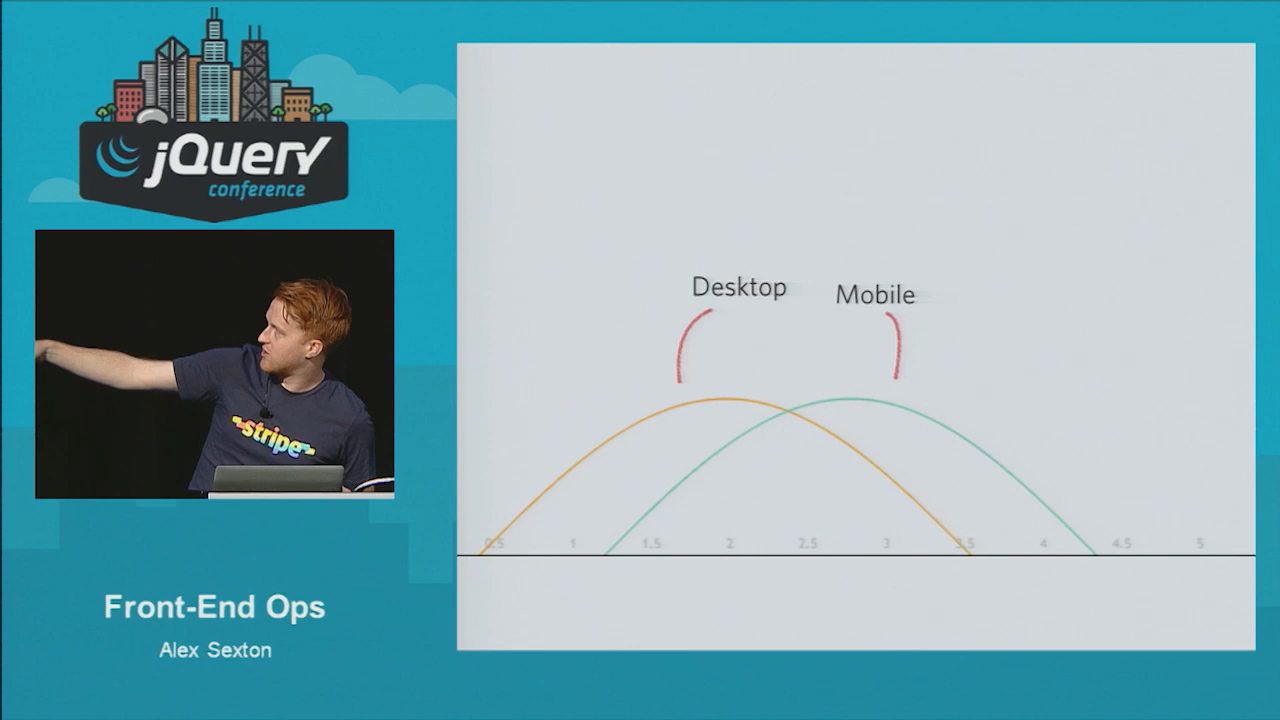 jQuery
conference
stripe
Front-End Ops
Alex Sexton
Desktop
Mobile
0.5 1 1.5 2 2.5 3 3.5 4 4.5 5